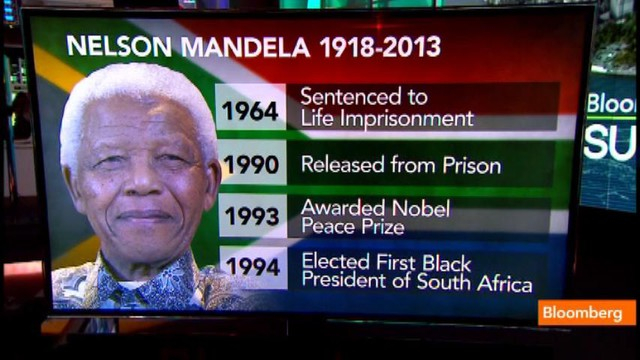 NELSON MANDELA 1918-2013
1964
Sentenced to
Life Imprisonment
1990
Released from Prison
1993
Awarded Nobel
Peace Prize
1994
Elected First Black
President of South Africa
Bloo
SU
Bloomberg